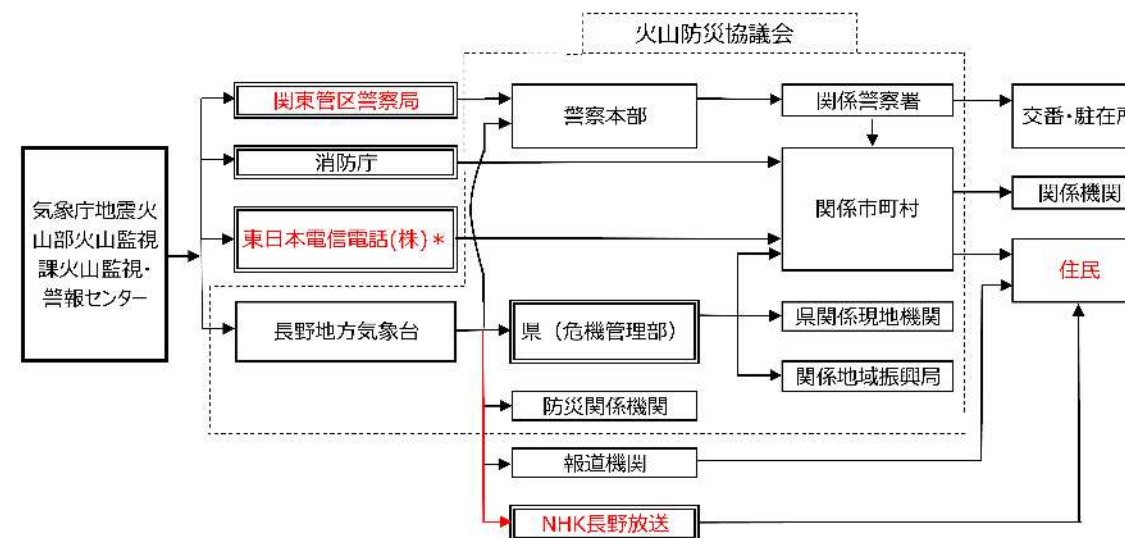 火山防災協議会
関東管区警察局
警察本部
関係警察署
交番・駐在所
消防庁
気象庁地震火
山部火山監視
課火山監視・
警報センター
関係市町村
関係機関
東日本電信電話(株)*
住民
長野地方気象台
県（危機管理部）
県関係現地機関
関係地域振興局
防災関係機関
報道機関
NHK長野放送